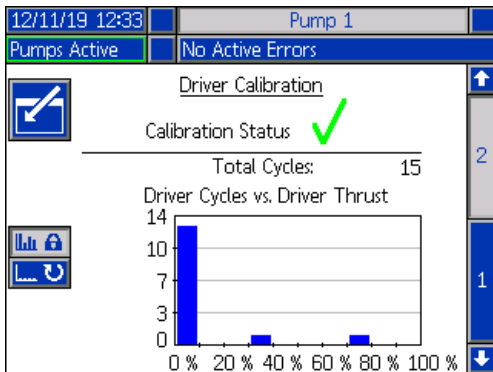 12/11/19 12:33 Pump 1
Pumps Active No Active Errors
Driver Calibration
Calibration Status
Total Cycles: 15
Driver Cycles vs. Driver Thrust
14
10
7
3
0
0 % 20 % 40 % 60 % 80 % 100 %
2
1